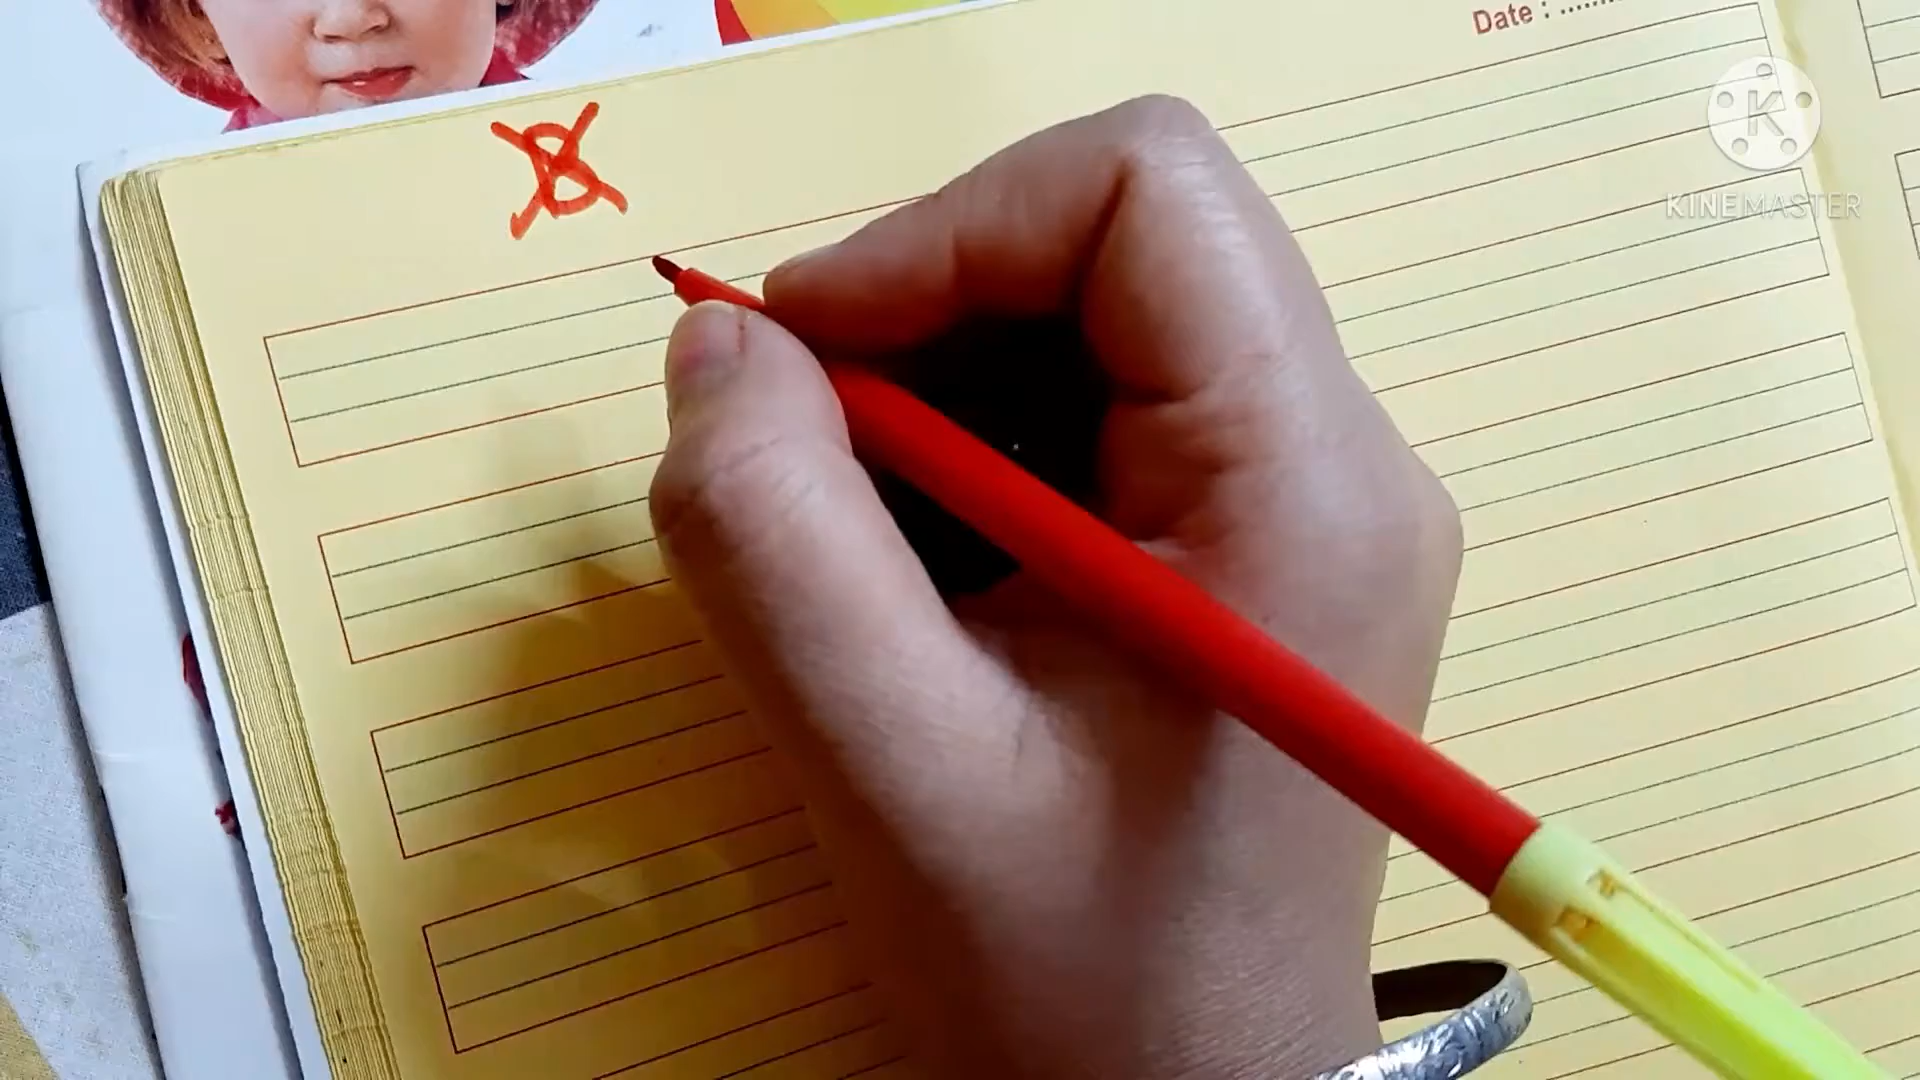 Date : ..........
B
K
KINEMASTER